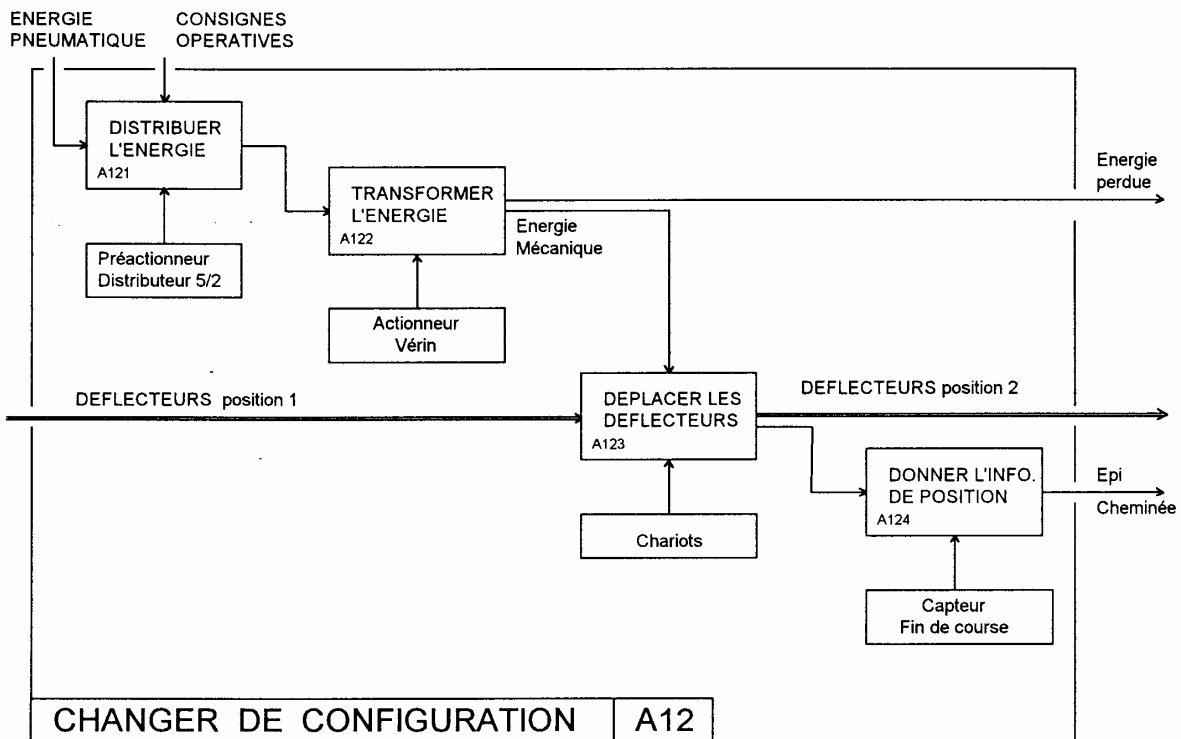 ENERGIE
PNEUMATIQUE
CONSIGNES
OPERATIVES
DISTRIBUER
L'ENERGIE
A121
Préactionneur
Distributeur 5/2
TRANSFORMER
L'ENERGIE
A122
Energie
Mécanique
Energie
perdue
Actionneur
Vérin
DEFLECTEURS position 1
DEPLACER LES
DEFLECTEURS
A123
DEFLECTEURS position 2
Chariots
DONNER L'INFO.
DE POSITION
A124
Epi
Cheminée
Capteur
Fin de course
CHANGER DE CONFIGURATION A12